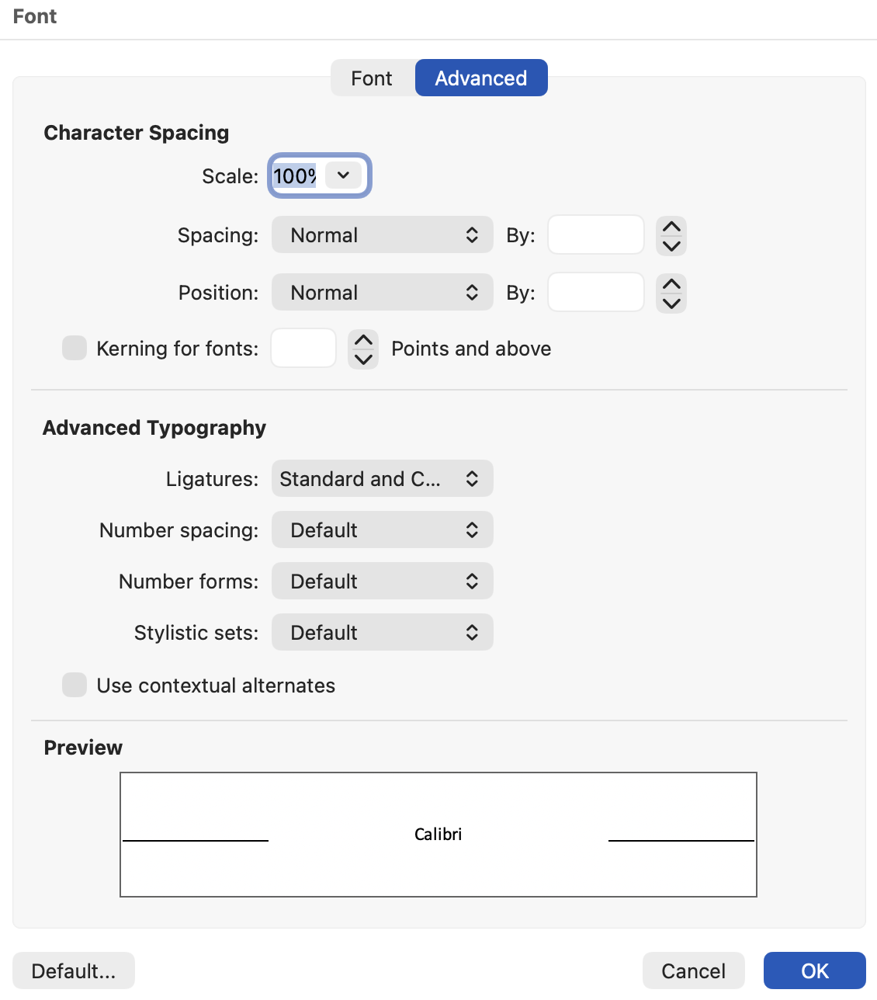 Font
Font Advanced
Character Spacing
Scale: 100%
Spacing: Normal By:
Position: Normal By:
Kerning for fonts: Points and above
Advanced Typography
Ligatures: Standard and C...
Number spacing: Default
Number forms: Default
Stylistic sets: Default
Use contextual alternates
Preview
Calibri
Default... Cancel OK